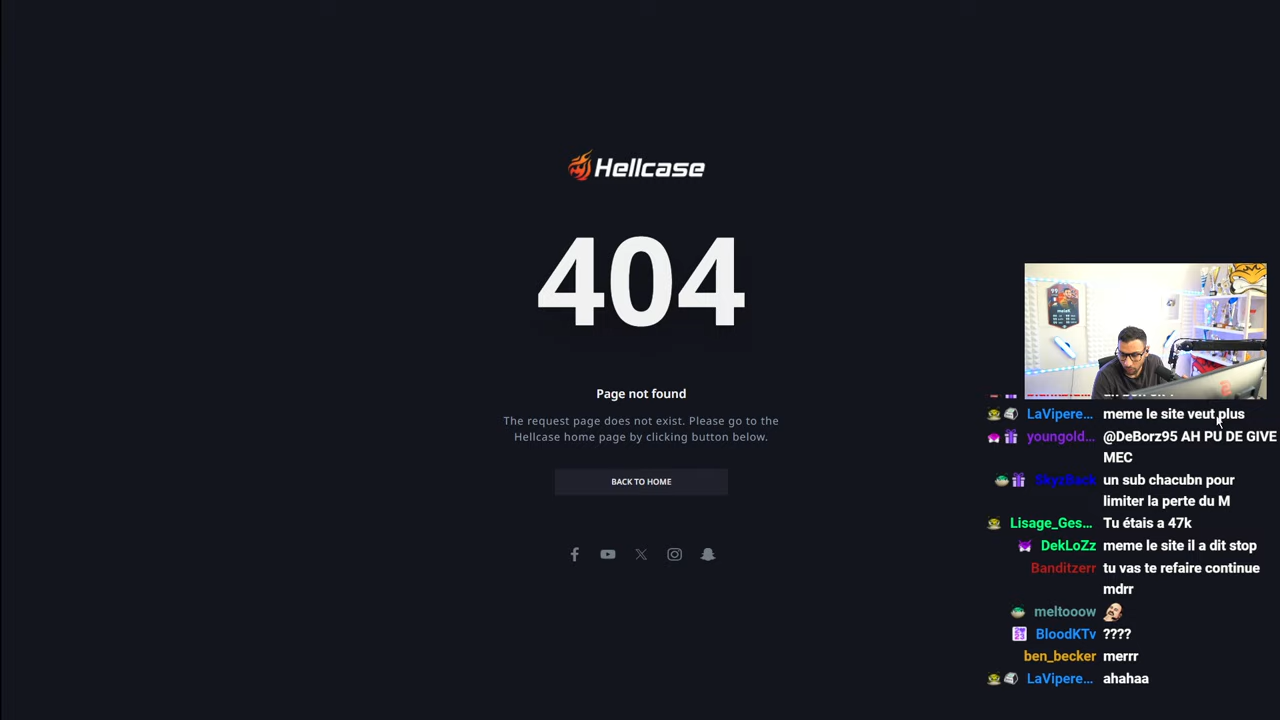 Hellcase
404
Page not found
The request page does not exist. Please go to the
Hellcase home page by clicking button below.
BACK TO HOME
99
LaVipere... meme le site veut plus
youngold... @DeBorz95 AH PU DE GIVE
MEC
SkyzBack un sub chacubn pour
limiter la perte du M
Lisage_Ges... Tu étais a 47k
DekLoZz meme le site il a dit stop
Banditzerr tu vas te refaire continue
mdrr
meltooow
BloodKTv ????
ben_becker merrr
LaVipere... ahahaa